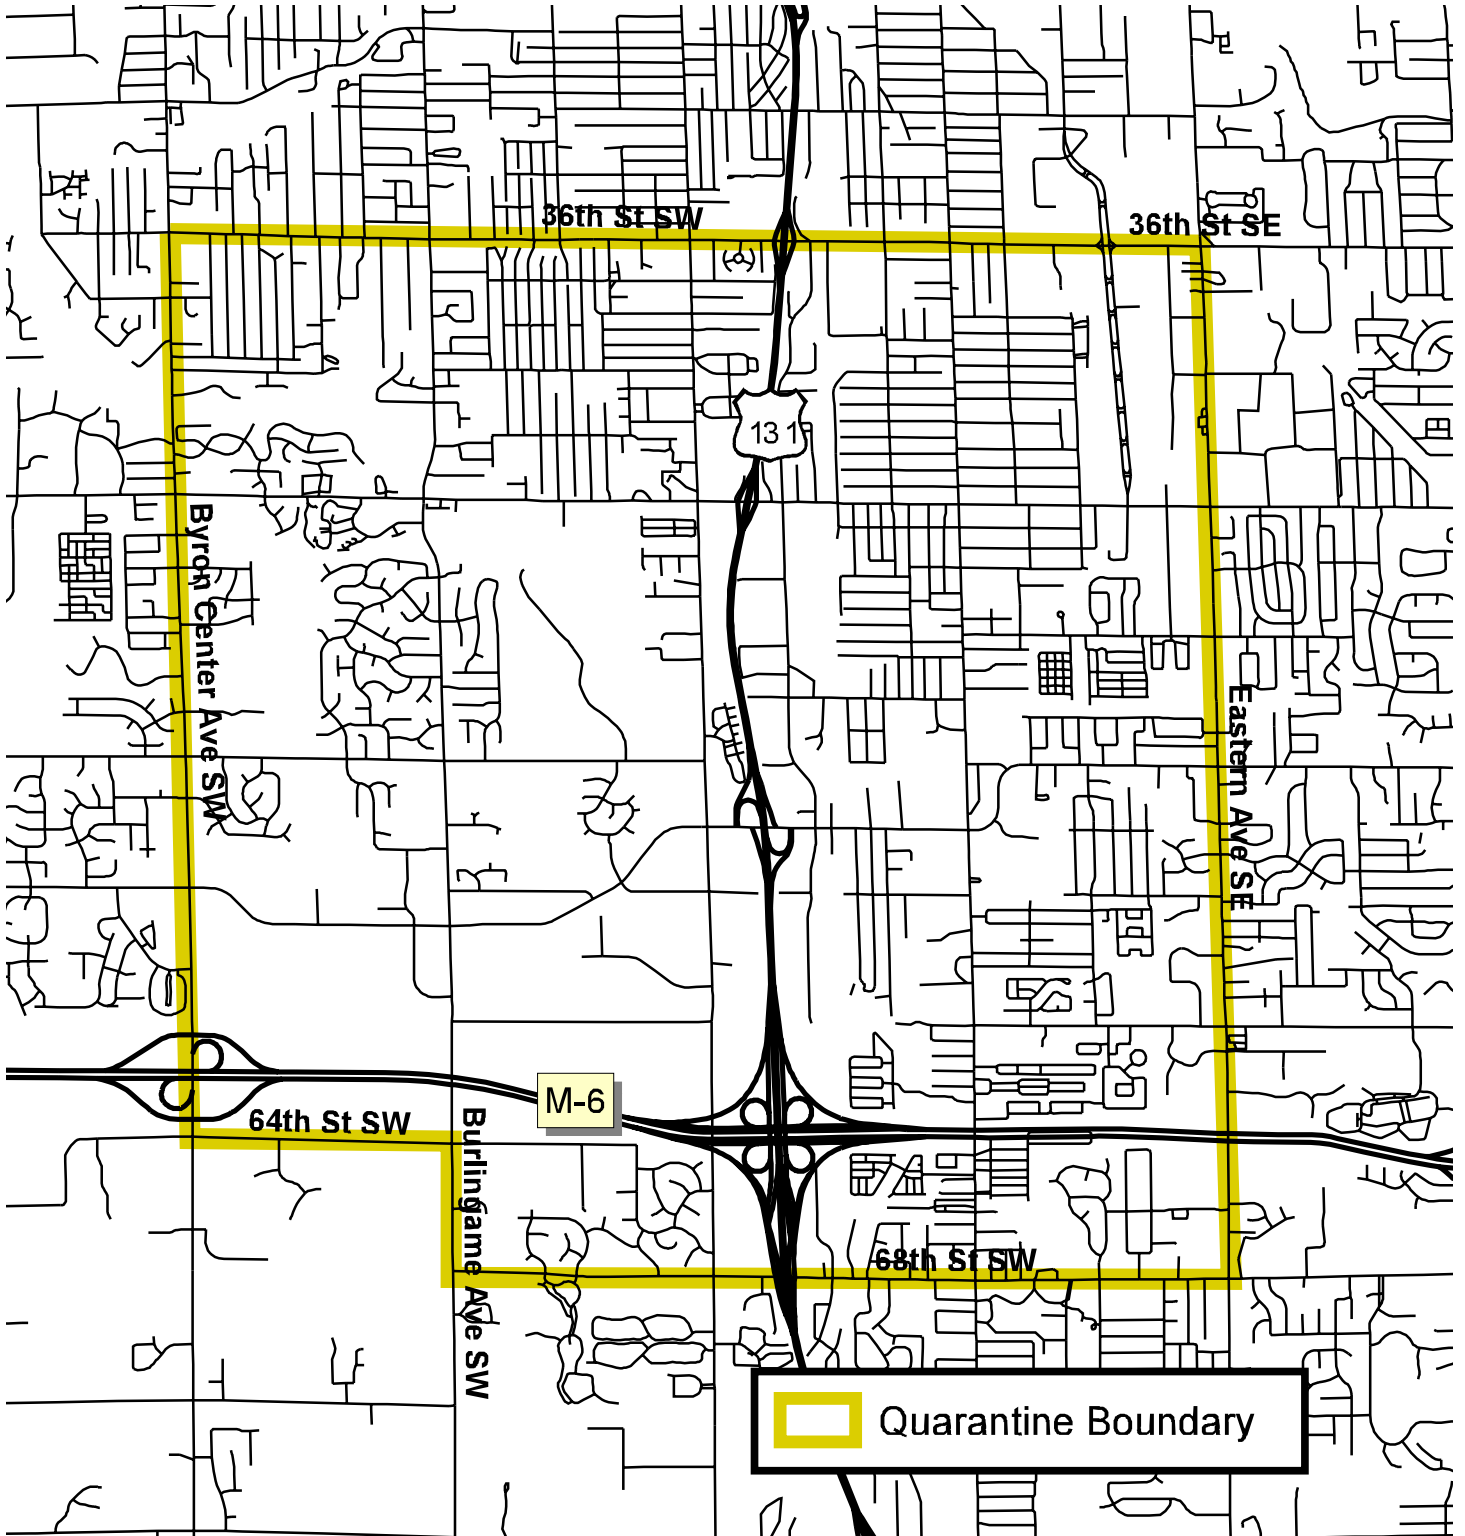 36th St SW
36th St SE
131
Byron Center Ave SW
Eastern Ave SE
M-6
64th St SW
Burlingame Ave SW
68th St SW
Quarantine Boundary